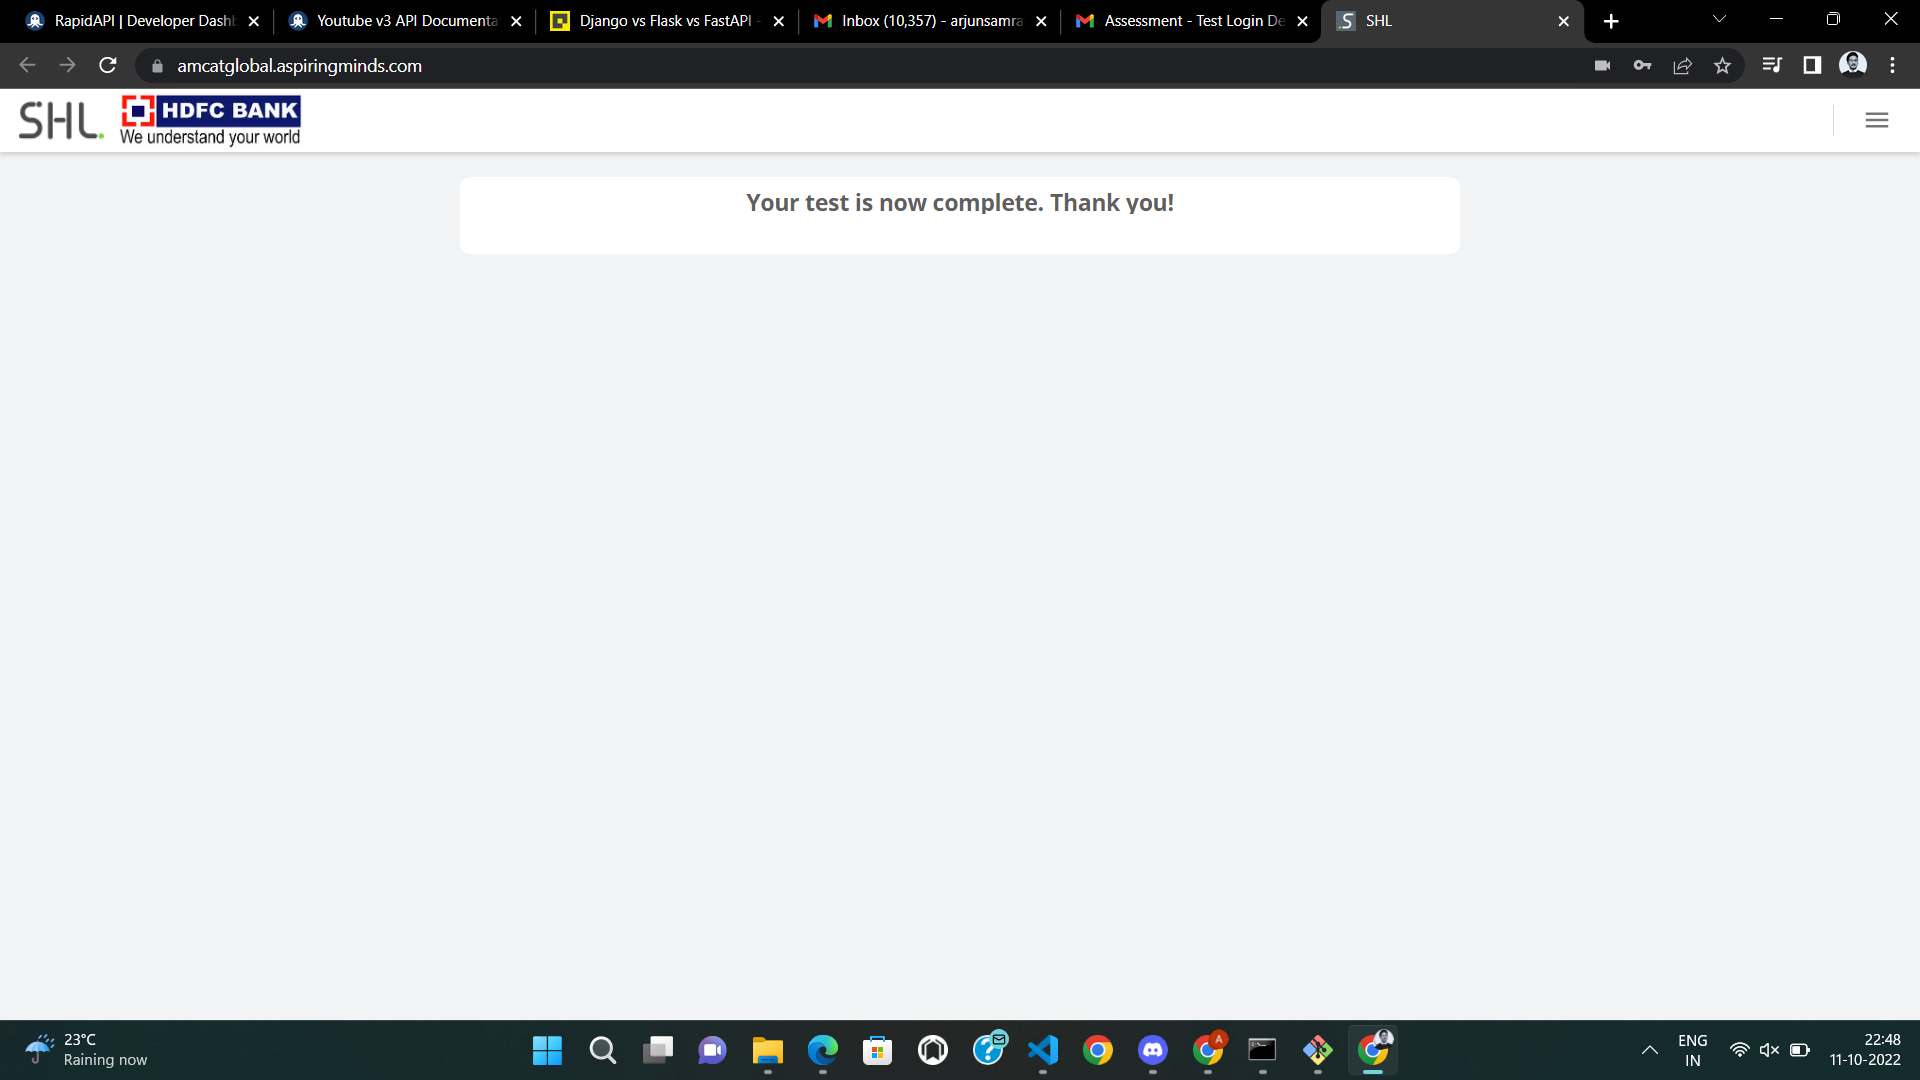 RapidAPI | Developer Dashb
Youtube v3 API Documenta
Django vs Flask vs FastAPI -
Inbox (10,357) - arjunsamra
Assessment - Test Login De
SHL
amcatglobal.aspiringminds.com
SHL.
HDFC BANK
We understand your world
Your test is now complete. Thank you!
23°C
Raining now
A
ENG
IN
22:48
11-10-2022